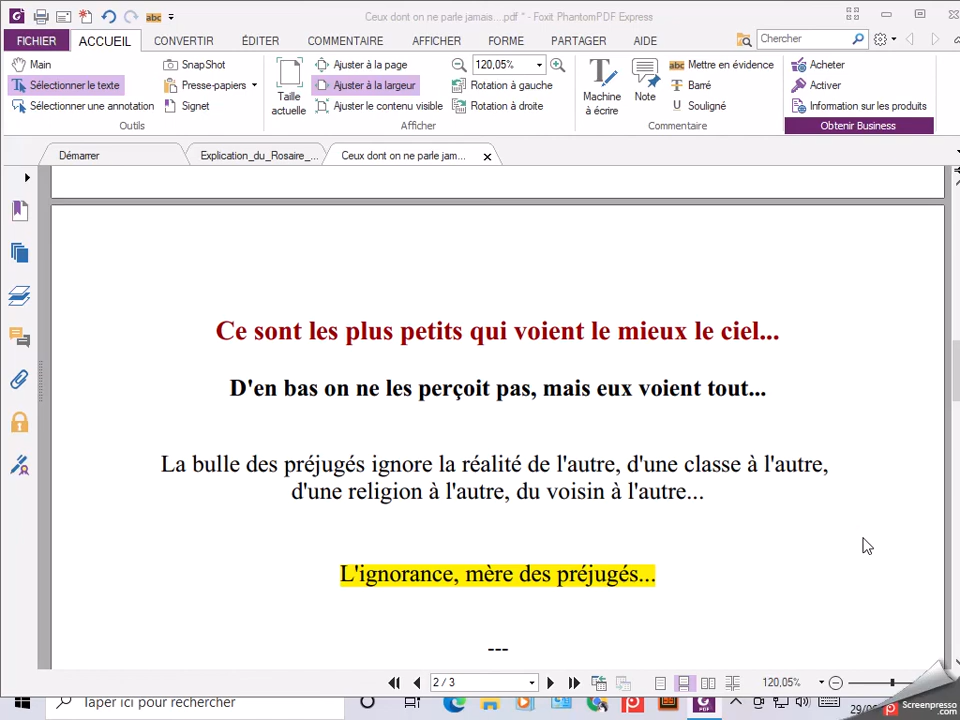 Ceux dont on ne parle jamais....pdf * - Foxit PhantomPDF Express
FICHIER ACCUEIL CONVERTIR ÉDITER COMMENTAIRE AFFICHER FORME PARTAGER AIDE Chercher
Main SnapShot Ajuster à la page 120,05% Mettre en évidence Acheter
Sélectionner le texte Presse-papiers Taille actuelle Ajuster à la largeur Rotation à gauche Machine à écrire Note Barré Activer
Sélectionner une annotation Signet Ajuster le contenu visible Rotation à droite Souligné Information sur les produits
Outils Afficher Commentaire Obtenir Business
Démarrer Explication_du_Rosaire_... Ceux dont on ne parle jam...
Ce sont les plus petits qui voient le mieux le ciel...
D'en bas on ne les perçoit pas, mais eux voient tout...
La bulle des préjugés ignore la réalité de l'autre, d'une classe à l'autre,
d'une religion à l'autre, du voisin à l'autre...
L'ignorance, mère des préjugés...
---
2 / 3 120,05%
Taper ici pour rechercher
Screenpresso
.com